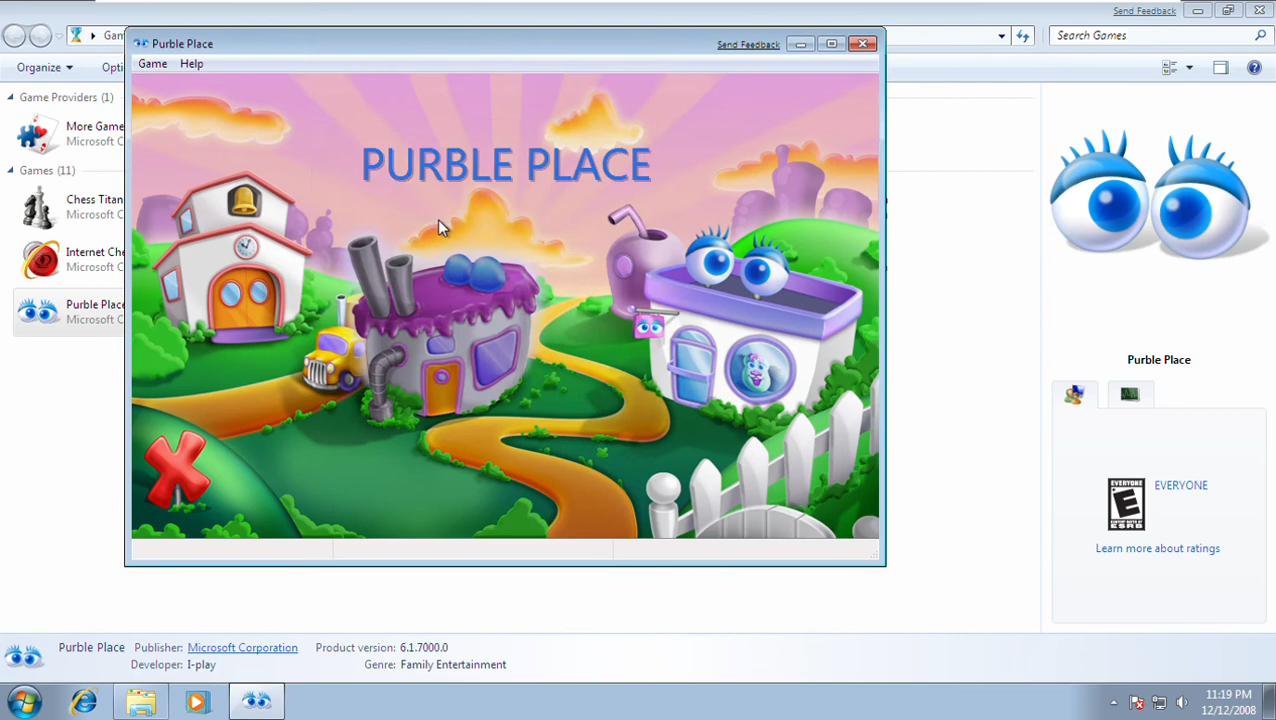 Send Feedback
Gam
Search Games
Purble Place
Send Feedback
Game Help
PURBLE PLACE
Organize
Opti
Game Providers (1)
More Game
Microsoft C
Games (11)
Chess Titan
Microsoft C
Internet Che
Microsoft C
Purble Place
Microsoft C
Purble Place
E
EVERYONE
Learn more about ratings
Purble Place Publisher: Microsoft Corporation Product version: 6.1.7000.0
Developer: I-play Genre: Family Entertainment
11:19 PM
12/12/2008